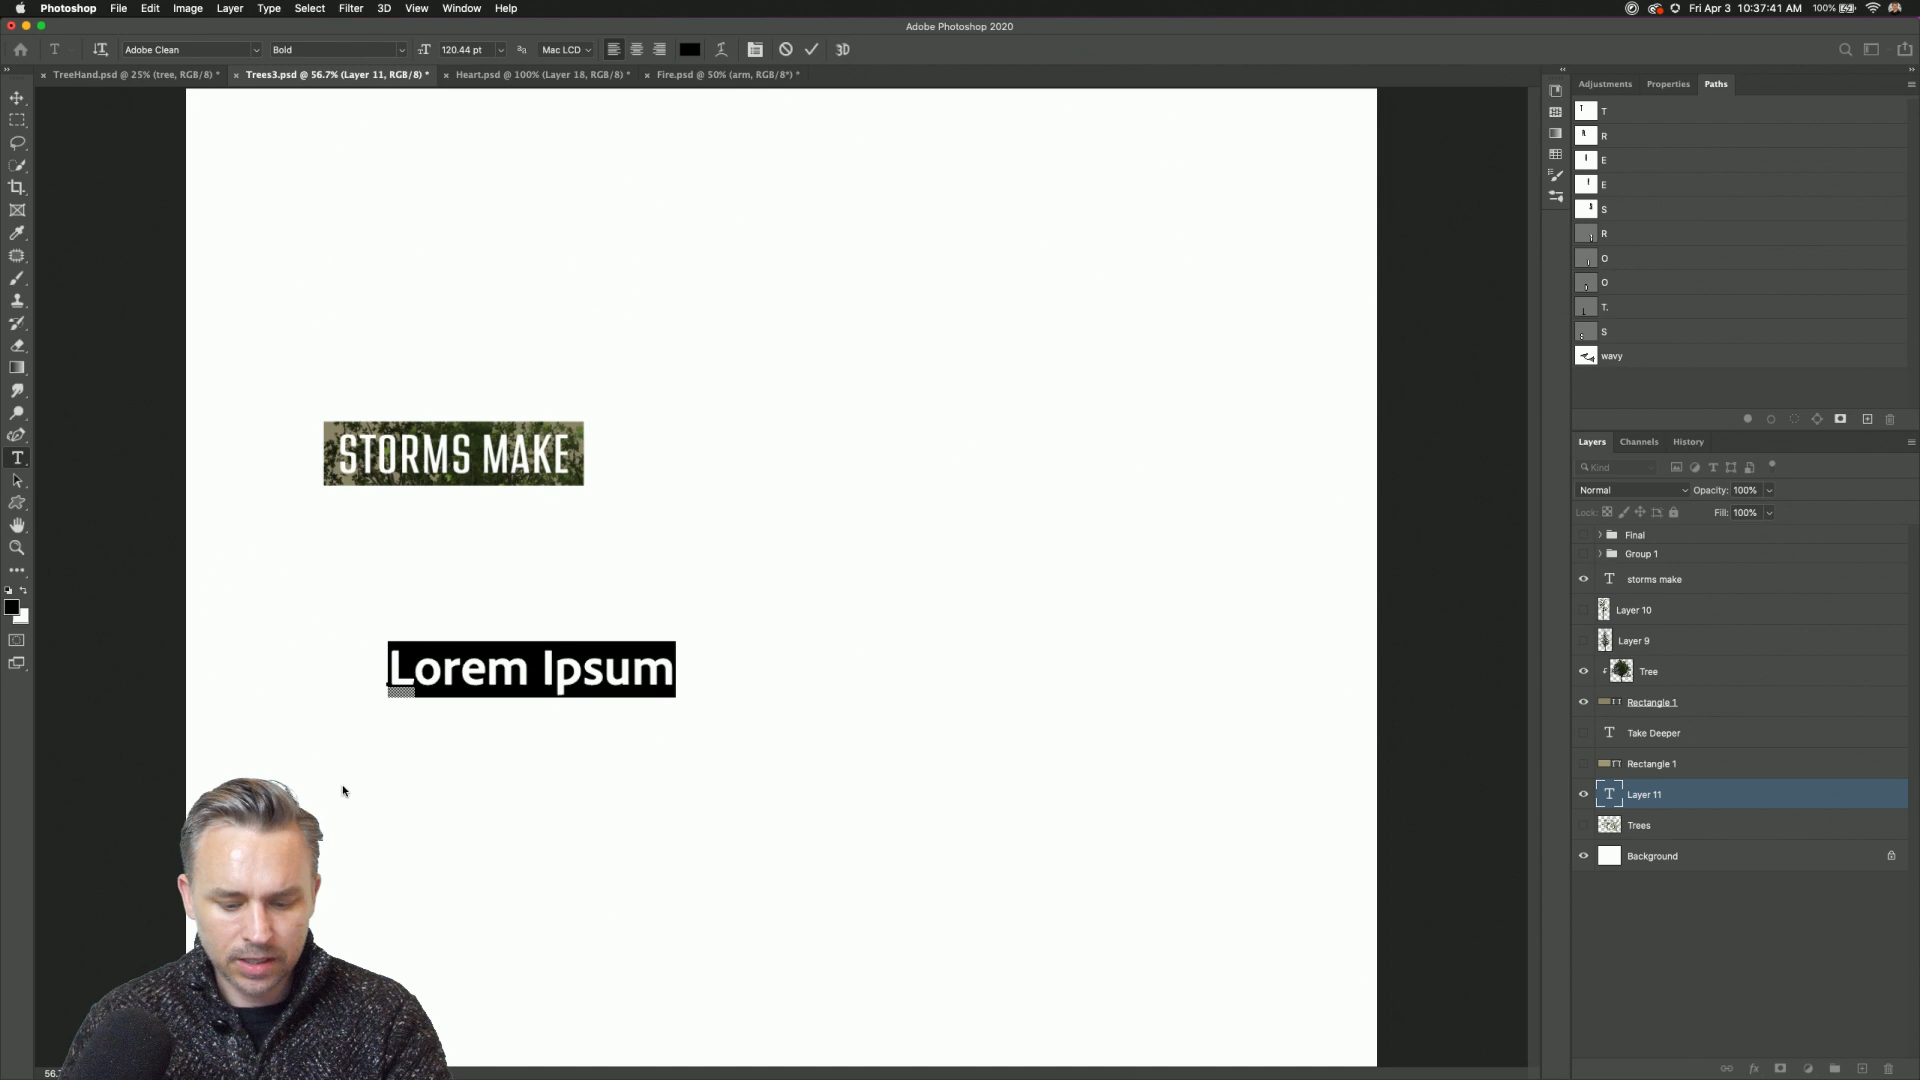 Photoshop File Edit Image Layer Type Select Filter 3D View Window Help
100% Fri Apr 3 10:37:41 AM
Adobe Photoshop 2020
Adobe Clean Bold 120.44 pt Mac LCD 3D
× TreeHand.psd @ 25% (tree, RGB/8) * × Trees3.psd @ 56.7% (Layer 11, RGB/8) * × Heart.psd @ 100% (Layer 18, RGB/8) * × Fire.psd @ 50% (arm, RGB/8*) *
STORMS MAKE
Lorem Ipsum
56.7
Adjustments Properties Paths
T
R
E
E
S
R
O
O
T.
S
wavy
Layers Channels History
Kind
Normal Opacity: 100%
Lock: Fill: 100%
Final
Group 1
storms make
Layer 10
Layer 9
Tree
Rectangle 1
Take Deeper
Rectangle 1
Layer 11
Trees
Background